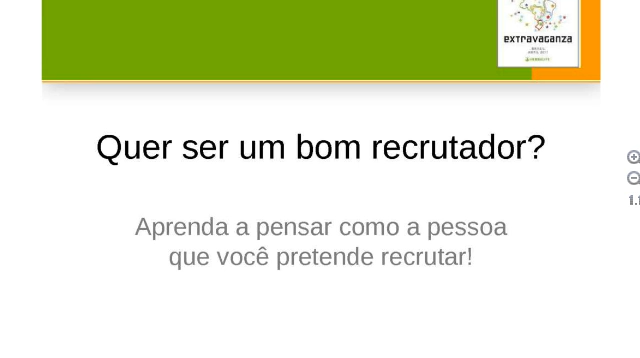 extravaganza
Quer ser um bom recrutador?
Aprenda a pensar como a pessoa
que você pretende recrutar!